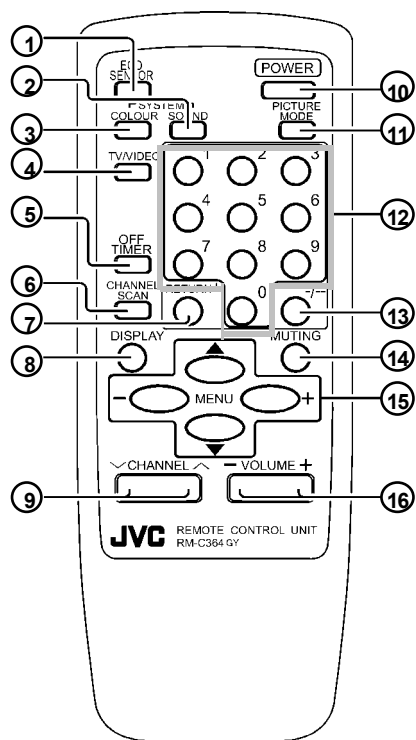 1
ECO SENSOR
POWER
10
2
SYSTEM
COLOUR SOUND
PICTURE MODE
3
11
4
TV/VIDEO
1 2 3
12
4 5 6
5
OFF TIMER
7 8 9
6
CHANNEL SCAN
RETURN
0
-/--
13
7
8
DISPLAY
MUTING
14
- MENU +
15
CHANNEL
- VOLUME +
9
16
JVC REMOTE CONTROL UNIT
RM-C364 GY